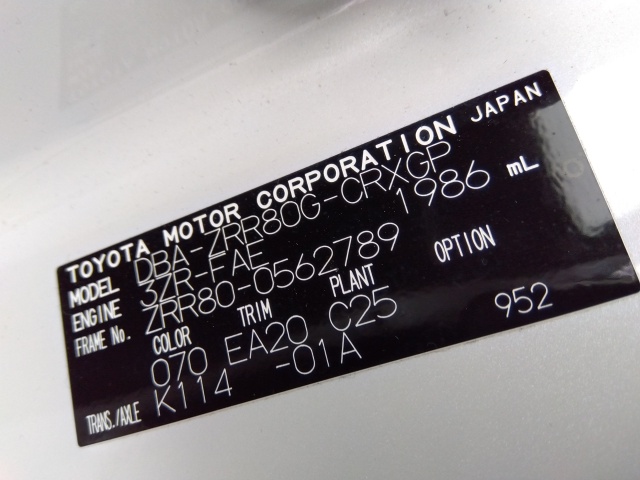 TOYOTA MOTOR CORPORATION JAPAN
MODEL DBA-ZRR80G-CRXGP
ENGINE 3ZR-FAE 1986 mL
FRAME No. ZRR80-0562789
COLOR TRIM PLANT OPTION
070 EA20 C25 952
TRANS./AXLE K114 -01A